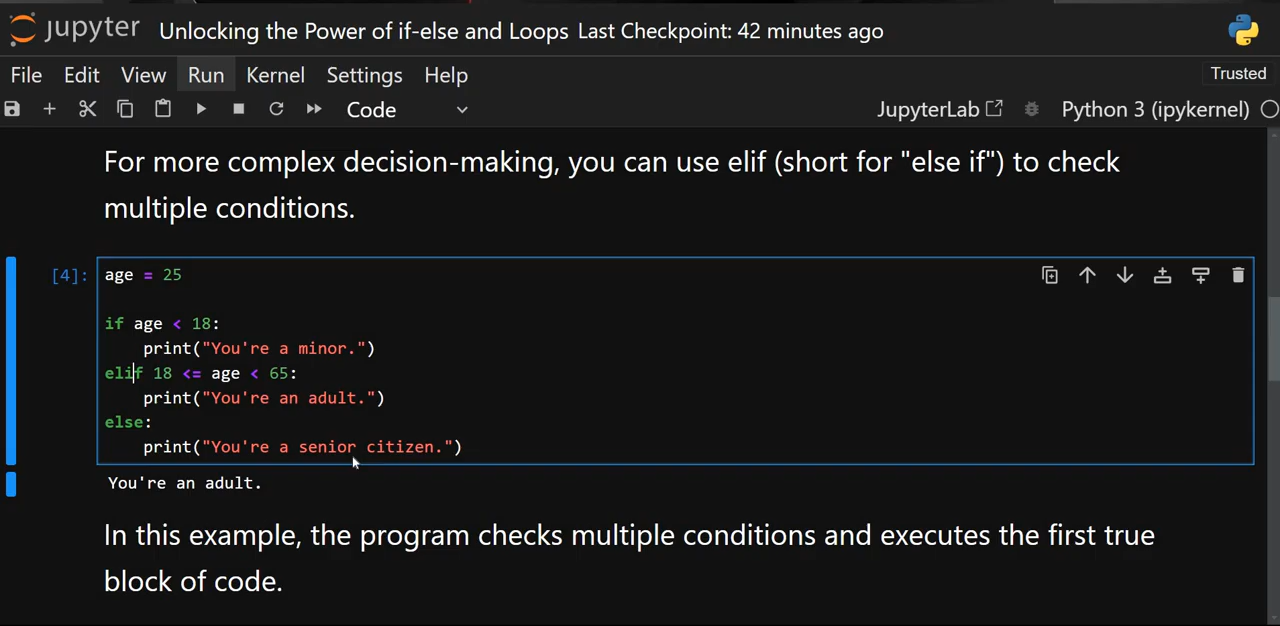 jupyter Unlocking the Power of if-else and Loops Last Checkpoint: 42 minutes ago
File Edit View Run Kernel Settings Help Trusted
Code JupyterLab Python 3 (ipykernel)
For more complex decision-making, you can use elif (short for "else if") to check
multiple conditions.
[4]: age = 25
if age < 18:
    print("You're a minor.")
elif 18 <= age < 65:
    print("You're an adult.")
else:
    print("You're a senior citizen.")
You're an adult.
In this example, the program checks multiple conditions and executes the first true
block of code.